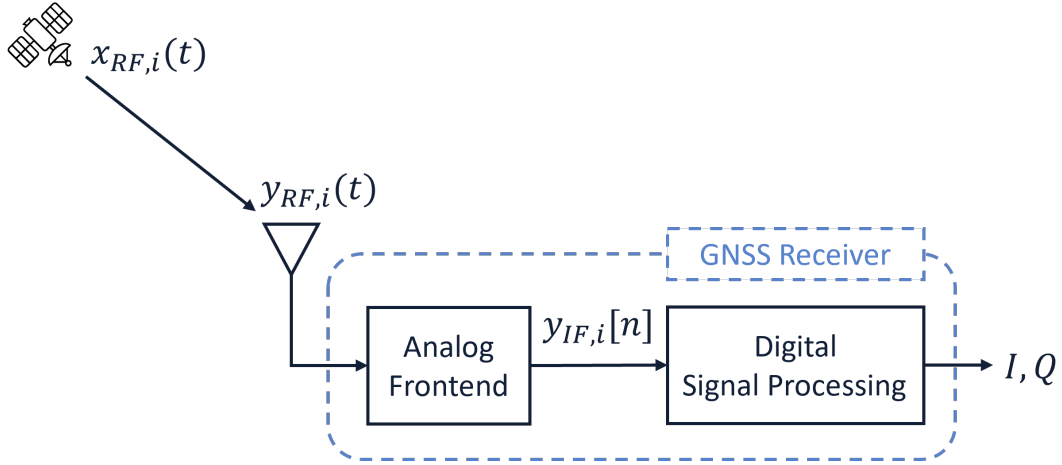 x_{RF,i}(t)
y_{RF,i}(t)
GNSS Receiver
Analog
Frontend
y_{IF,i}[n]
Digital
Signal Processing
I, Q